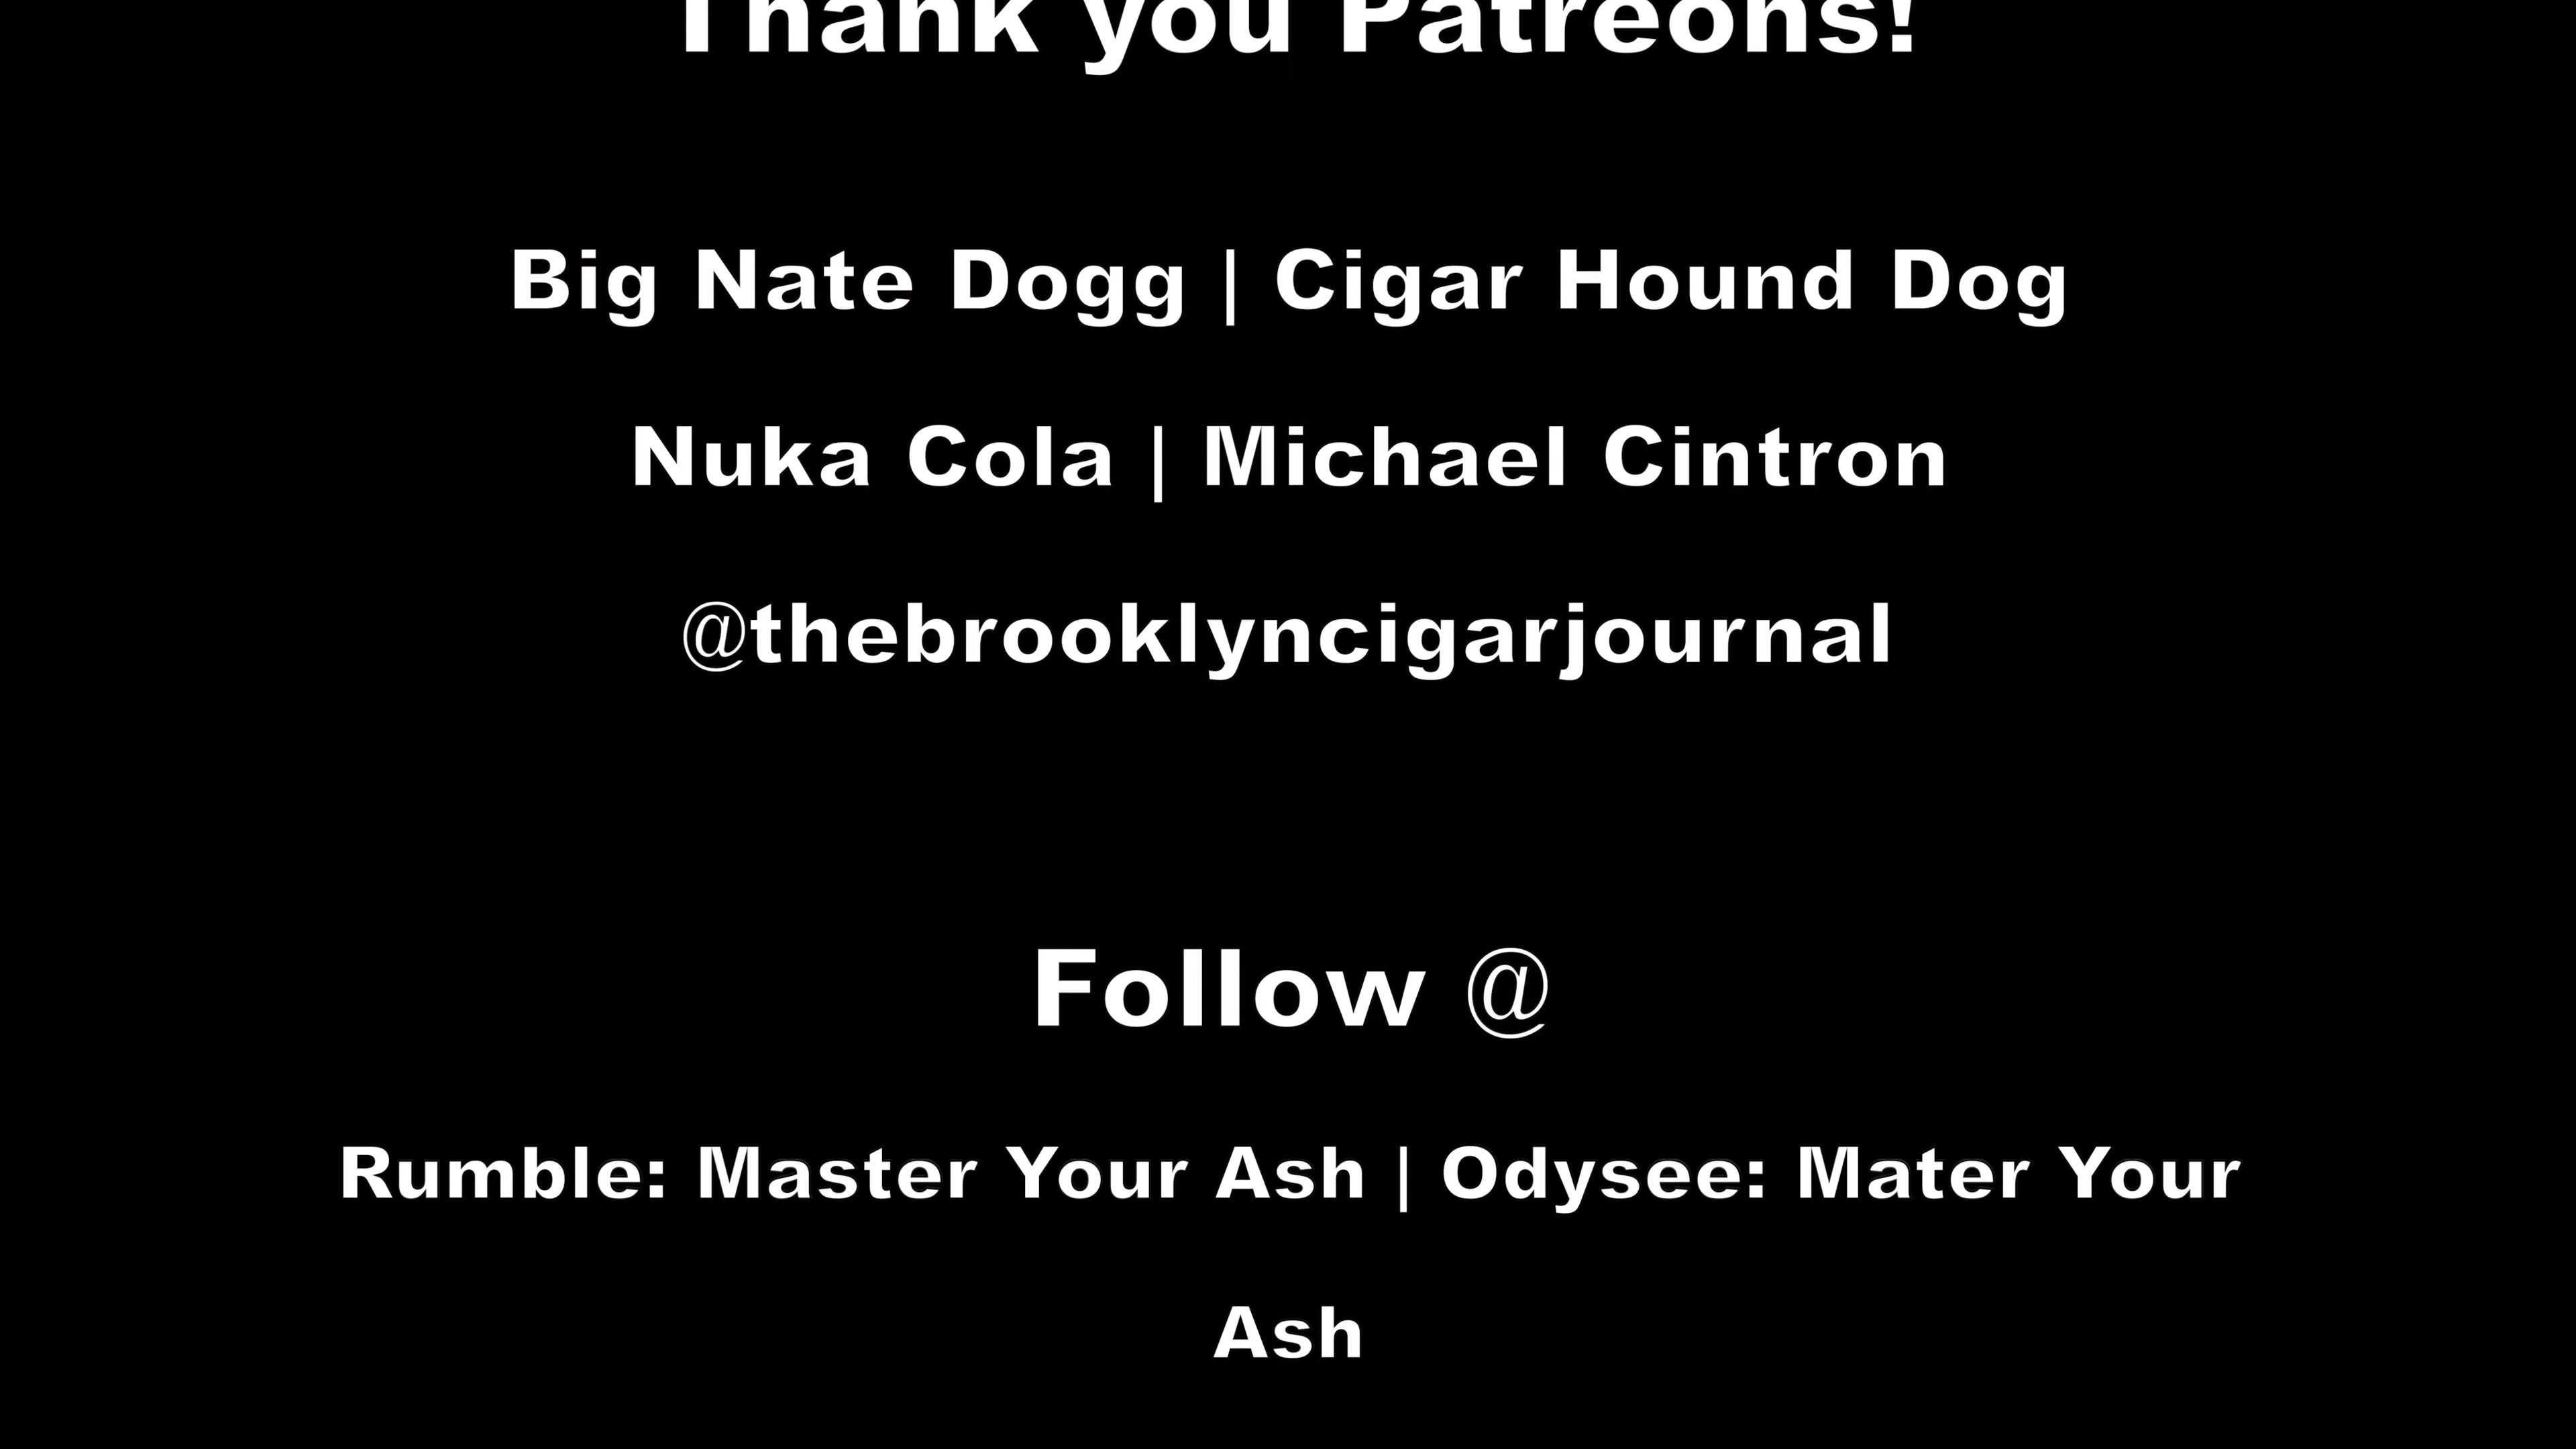 Thank you Patreons!
Big Nate Dogg | Cigar Hound Dog
Nuka Cola | Michael Cintron
@thebrooklyncigarjournal
Follow @
Rumble: Master Your Ash | Odysee: Mater Your
Ash